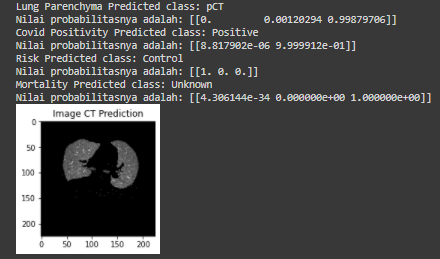 Lung Parenchyma Predicted class: pCT
Nilai probabilitasnya adalah: [[0. 0.00120294 0.99879706]]
Covid Positivity Predicted class: Positive
Nilai probabilitasnya adalah: [[8.817902e-06 9.999912e-01]]
Risk Predicted class: Control
Nilai probabilitasnya adalah: [[1. 0. 0.]]
Mortality Predicted class: Unknown
Nilai probabilitasnya adalah: [[4.306144e-34 0.000000e+00 1.000000e+00]]
Image CT Prediction
0
50
100
150
200
0 50 100 150 200